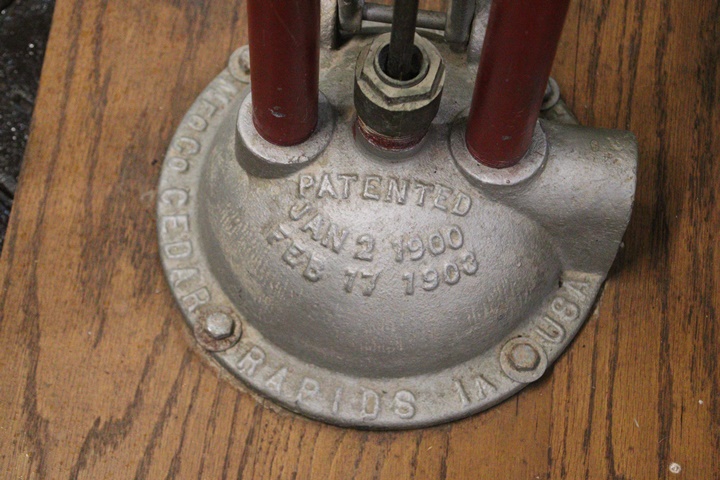 PATENTED
JAN 2 1900
FEB 17 1903
MFG CO CEDAR RAPIDS IA USA